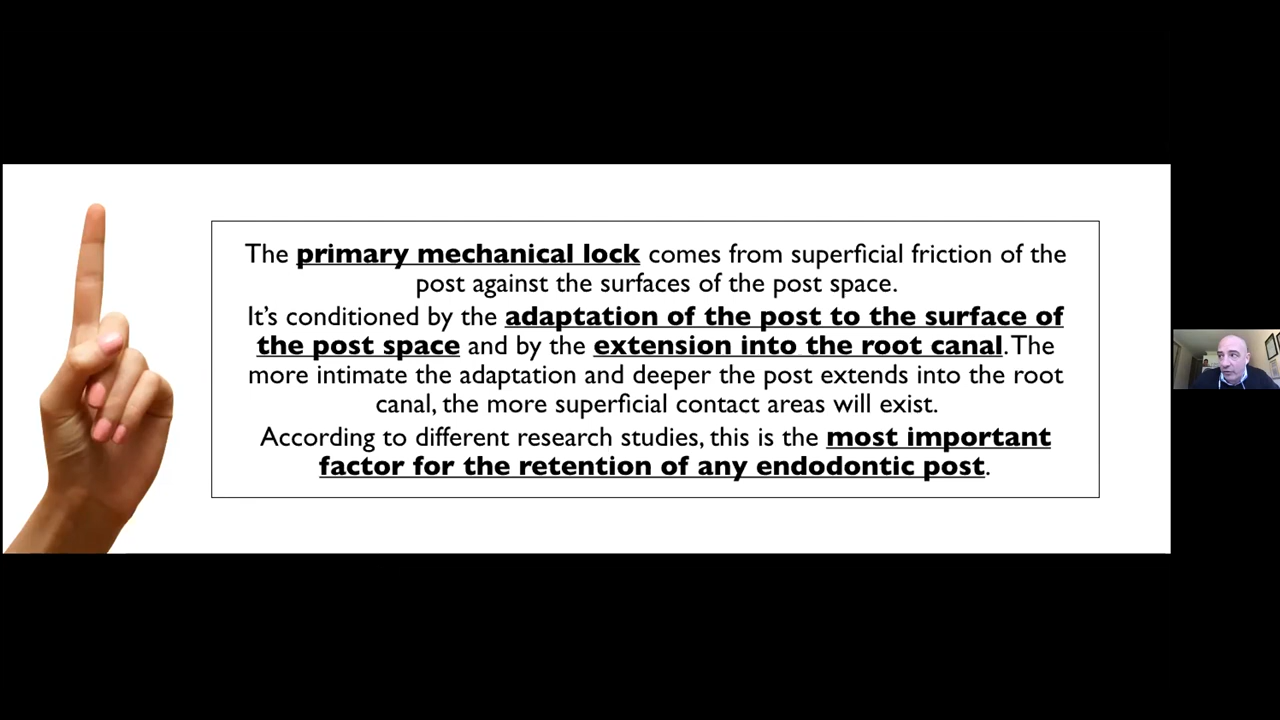 The primary mechanical lock comes from superficial friction of the
post against the surfaces of the post space.
It’s conditioned by the adaptation of the post to the surface of
the post space and by the extension into the root canal. The
more intimate the adaptation and deeper the post extends into the root
canal, the more superficial contact areas will exist.
According to different research studies, this is the most important
factor for the retention of any endodontic post.